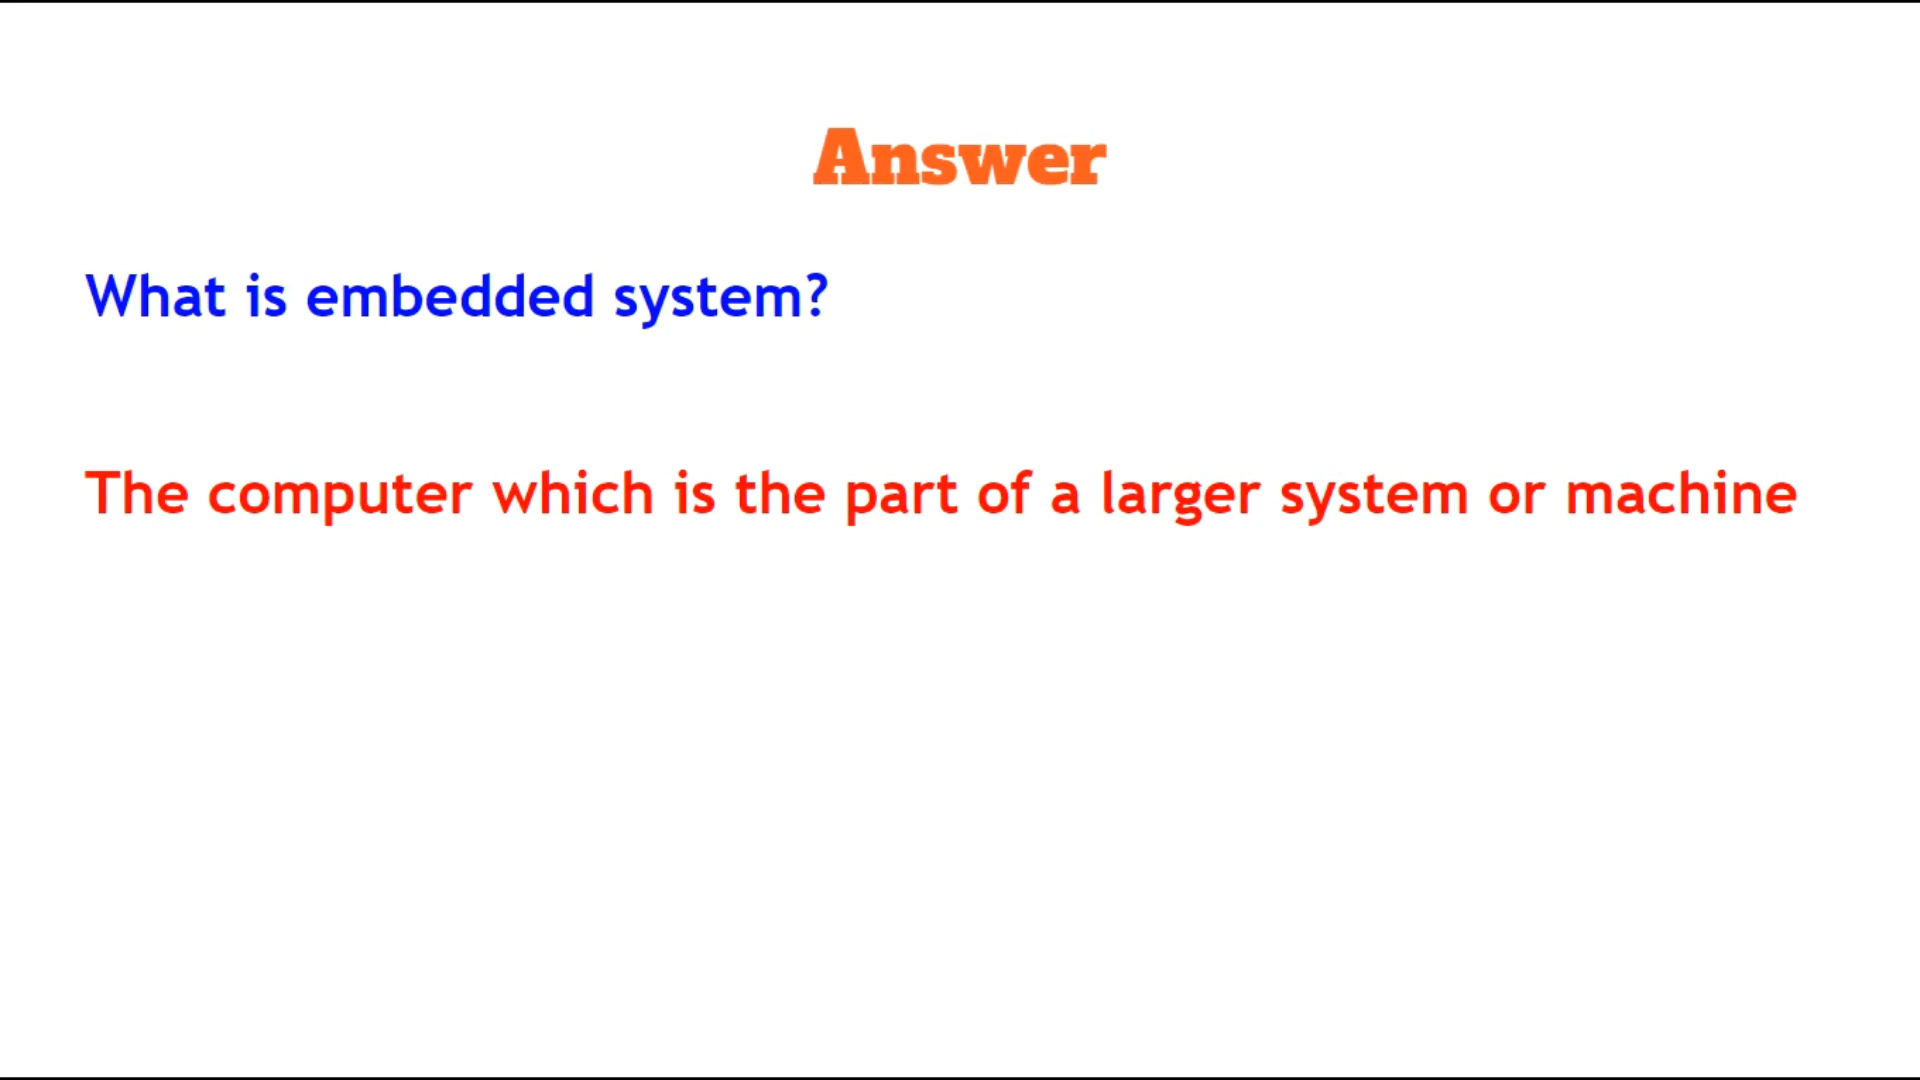 Answer
What is embedded system?
The computer which is the part of a larger system or machine